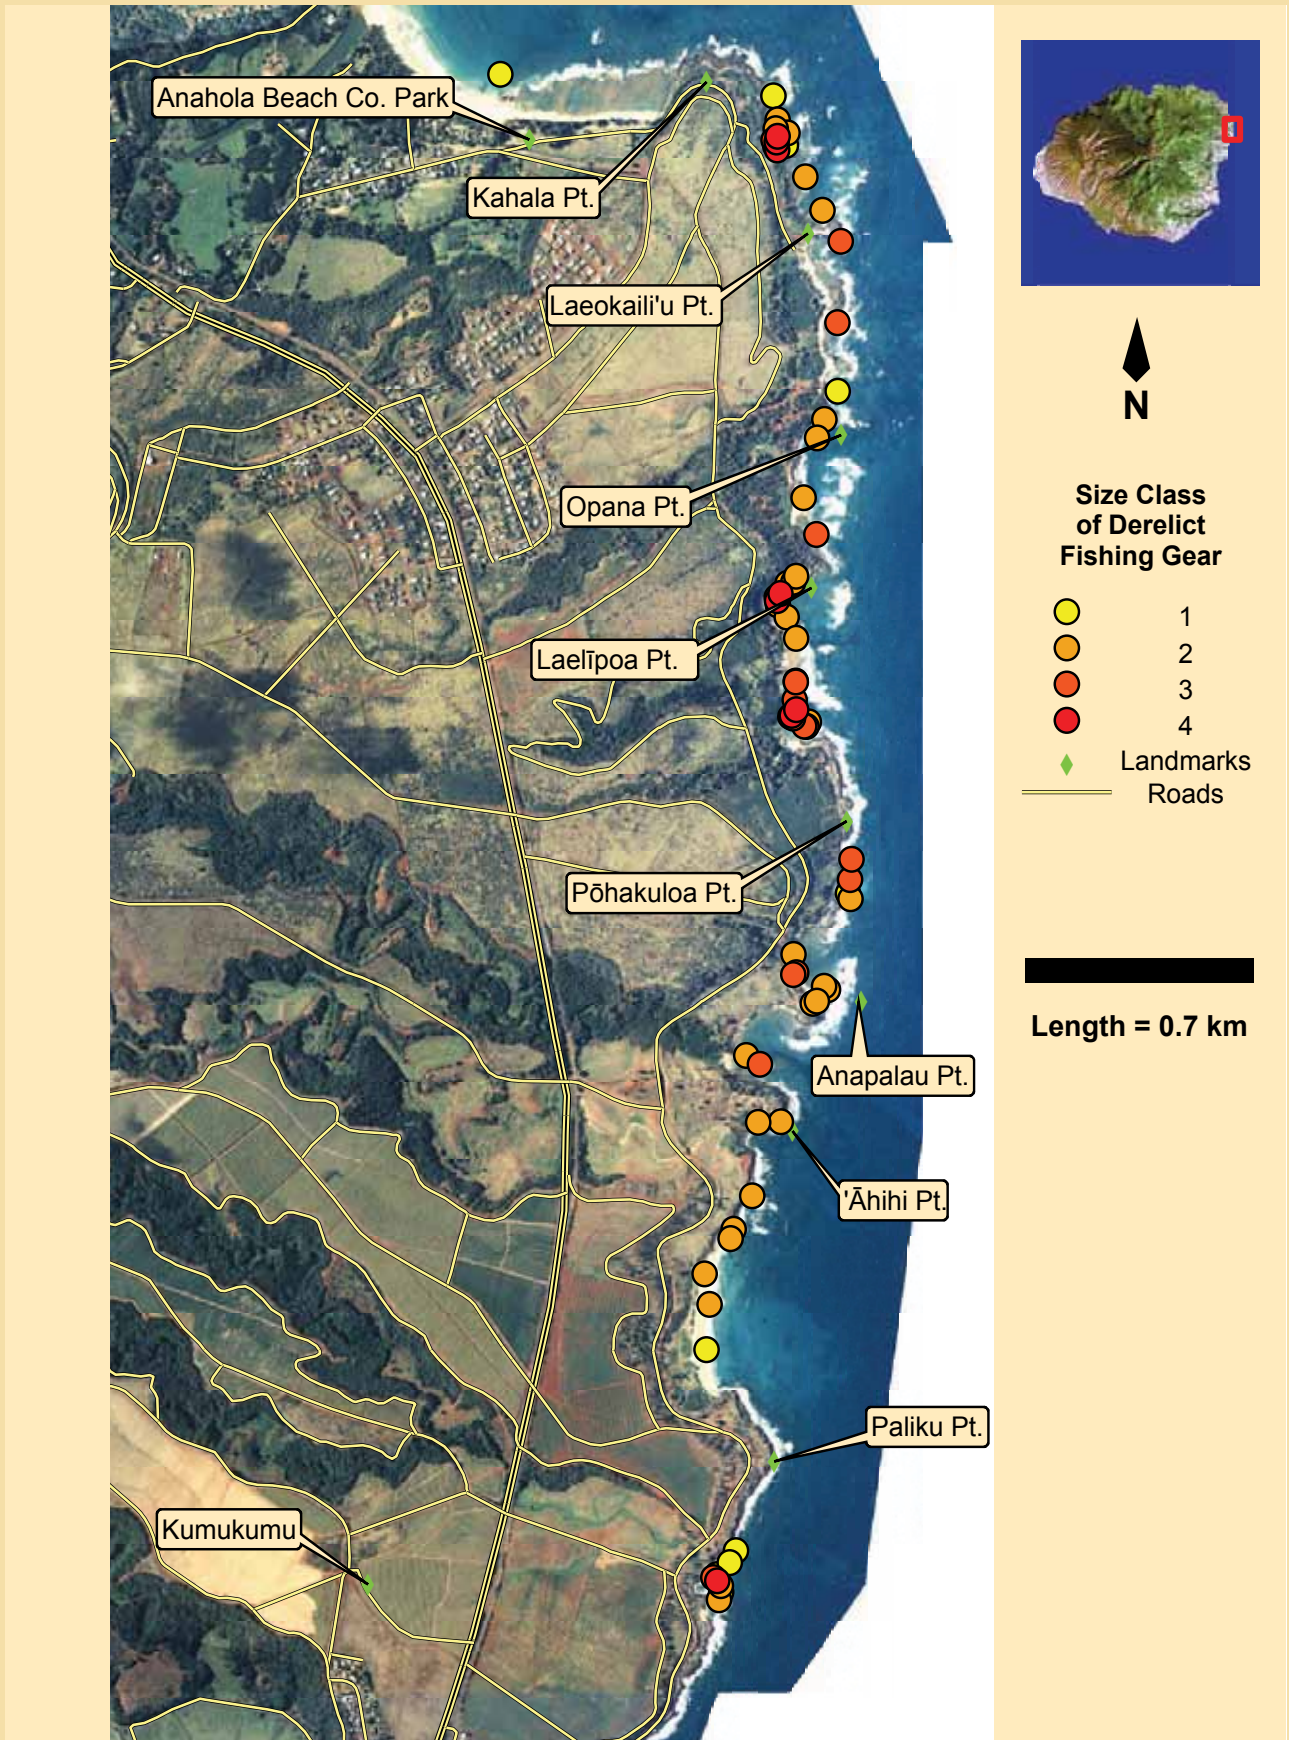 Anahola Beach Co. Park
Kahala Pt.
Laeokaili'u Pt.
Opana Pt.
Laelīpoa Pt.
Pōhakuloa Pt.
Anapalau Pt.
'Āhihi Pt.
Paliku Pt.
Kumukumu
N
Size Class
of Derelict
Fishing Gear
1
2
3
4
Landmarks
Roads
Length = 0.7 km